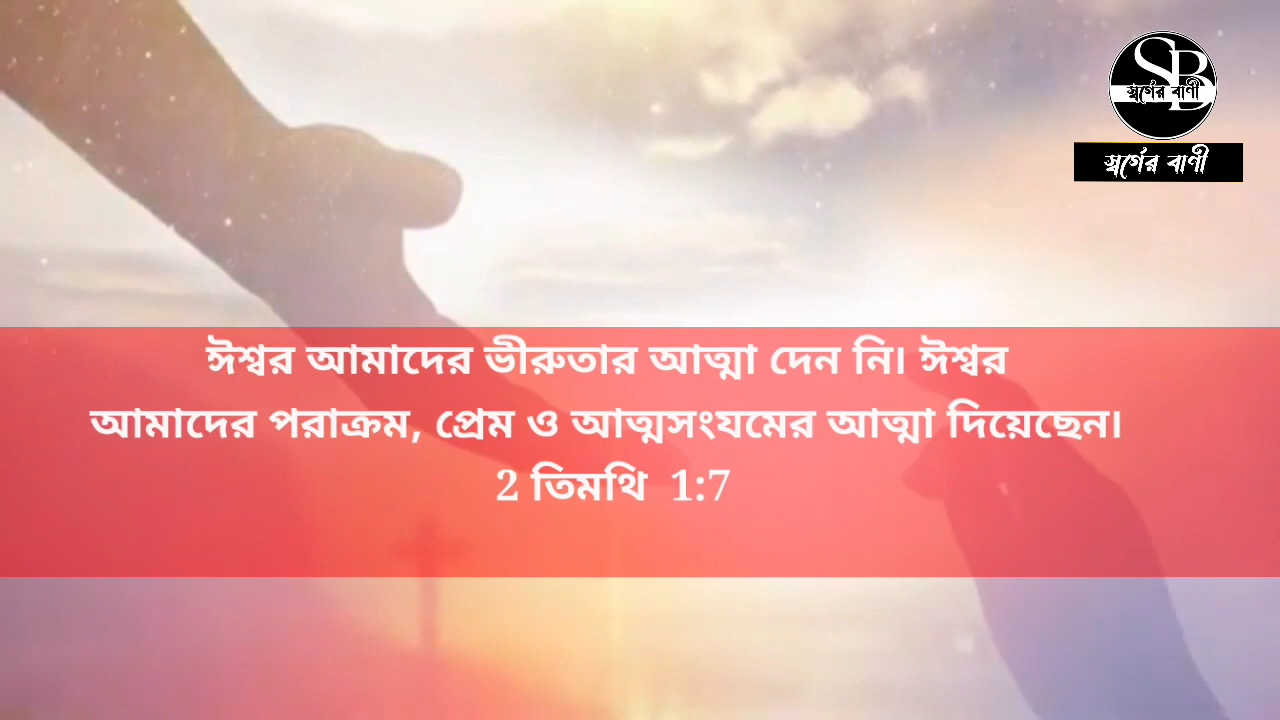 SB
স্বর্গের বাণী
স্বর্গের বাণী
ঈশ্বর আমাদের ভীরুতার আত্মা দেন নি। ঈশ্বর
আমাদের পরাক্রম, প্রেম ও আত্মসংযমের আত্মা দিয়েছেন।
2 তিমথি 1:7